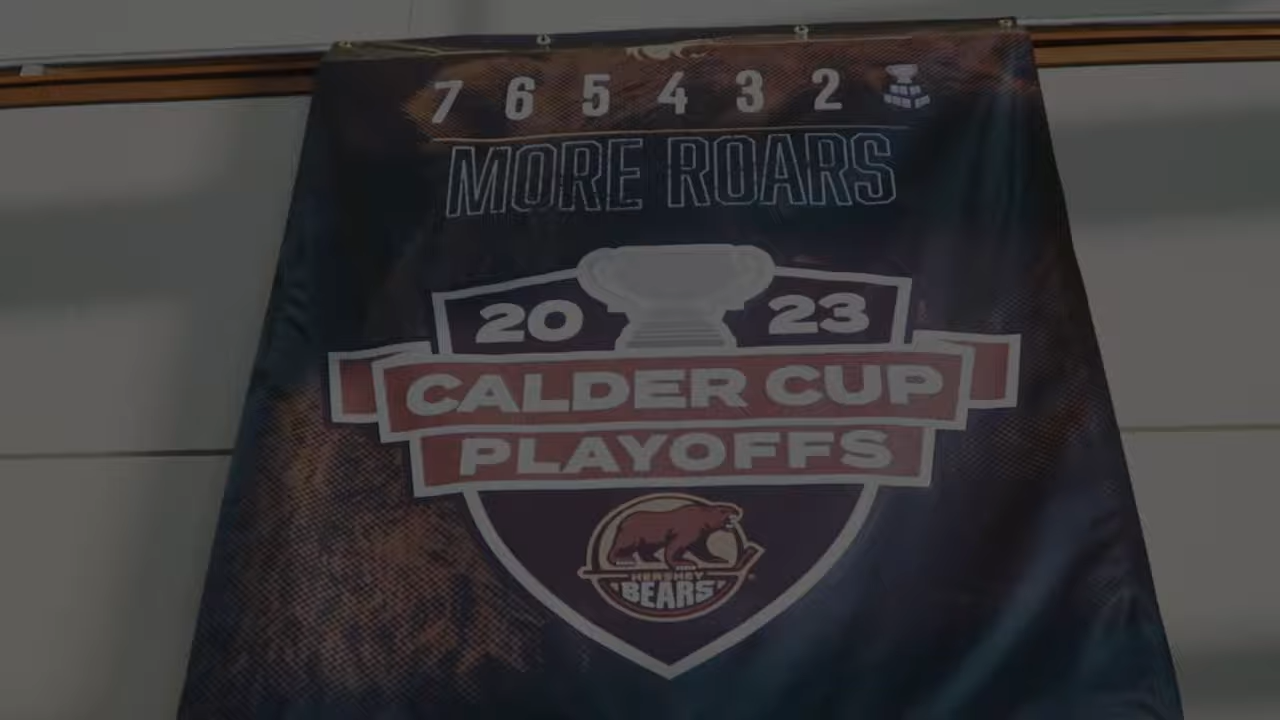 7 6 5 4 3 2
MORE ROARS
20 23
CALDER CUP
PLAYOFFS
HERSHEY
BEARS